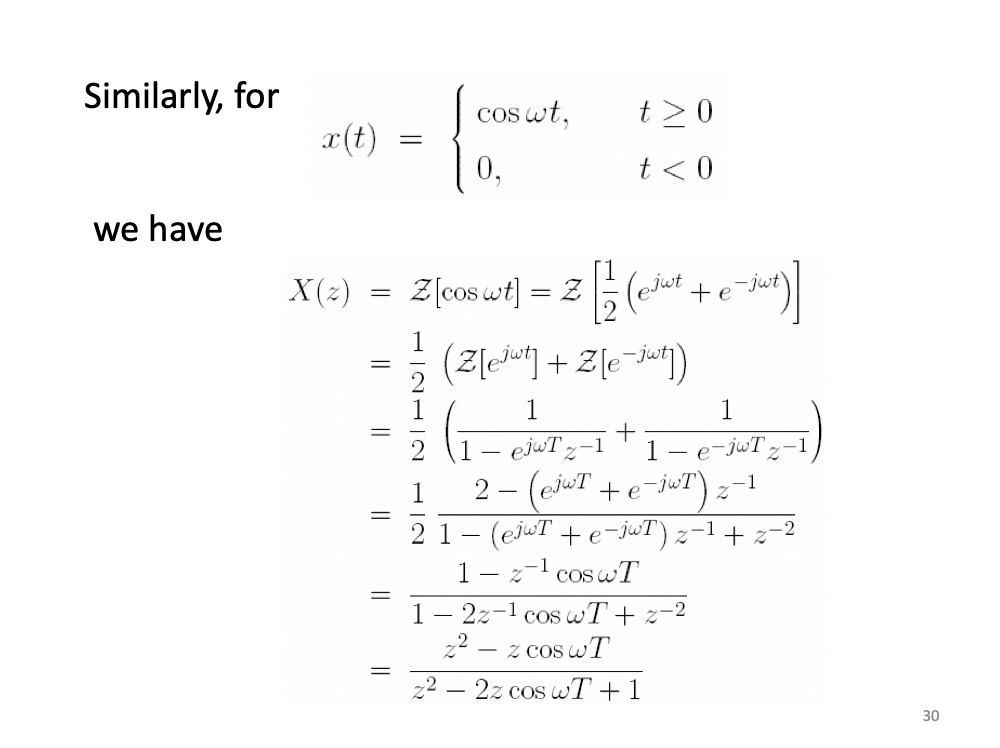 Similarly, for
x(t) = { cos ωt, t ≥ 0
0, t < 0
we have
X(z) = 𝒵[cos ωt] = 𝒵 [1/2 (e^{jωt} + e^{−jωt})]
= 1/2 (𝒵[e^{jωt}] + 𝒵[e^{−jωt}])
= 1/2 (1/(1 − e^{jωT} z^{−1}) + 1/(1 − e^{−jωT} z^{−1}))
= 1/2 (2 − (e^{jωT} + e^{−jωT}) z^{−1})/(1 − (e^{jωT} + e^{−jωT}) z^{−1} + z^{−2})
= (1 − z^{−1} cos ωT)/(1 − 2z^{−1} cos ωT + z^{−2})
= (z^2 − z cos ωT)/(z^2 − 2z cos ωT + 1)
30